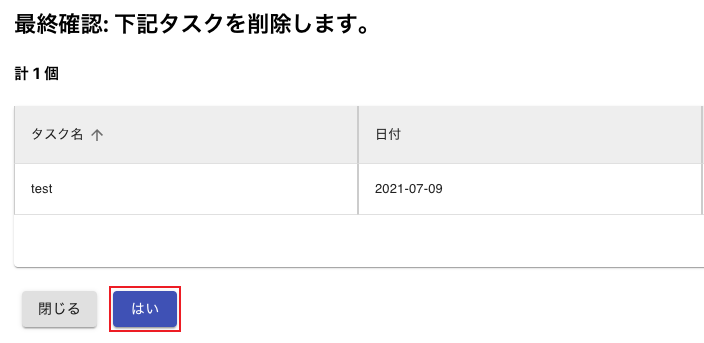 最終確認: 下記タスクを削除します。
計 1 個
タスク名 日付
test 2021-07-09
閉じる はい